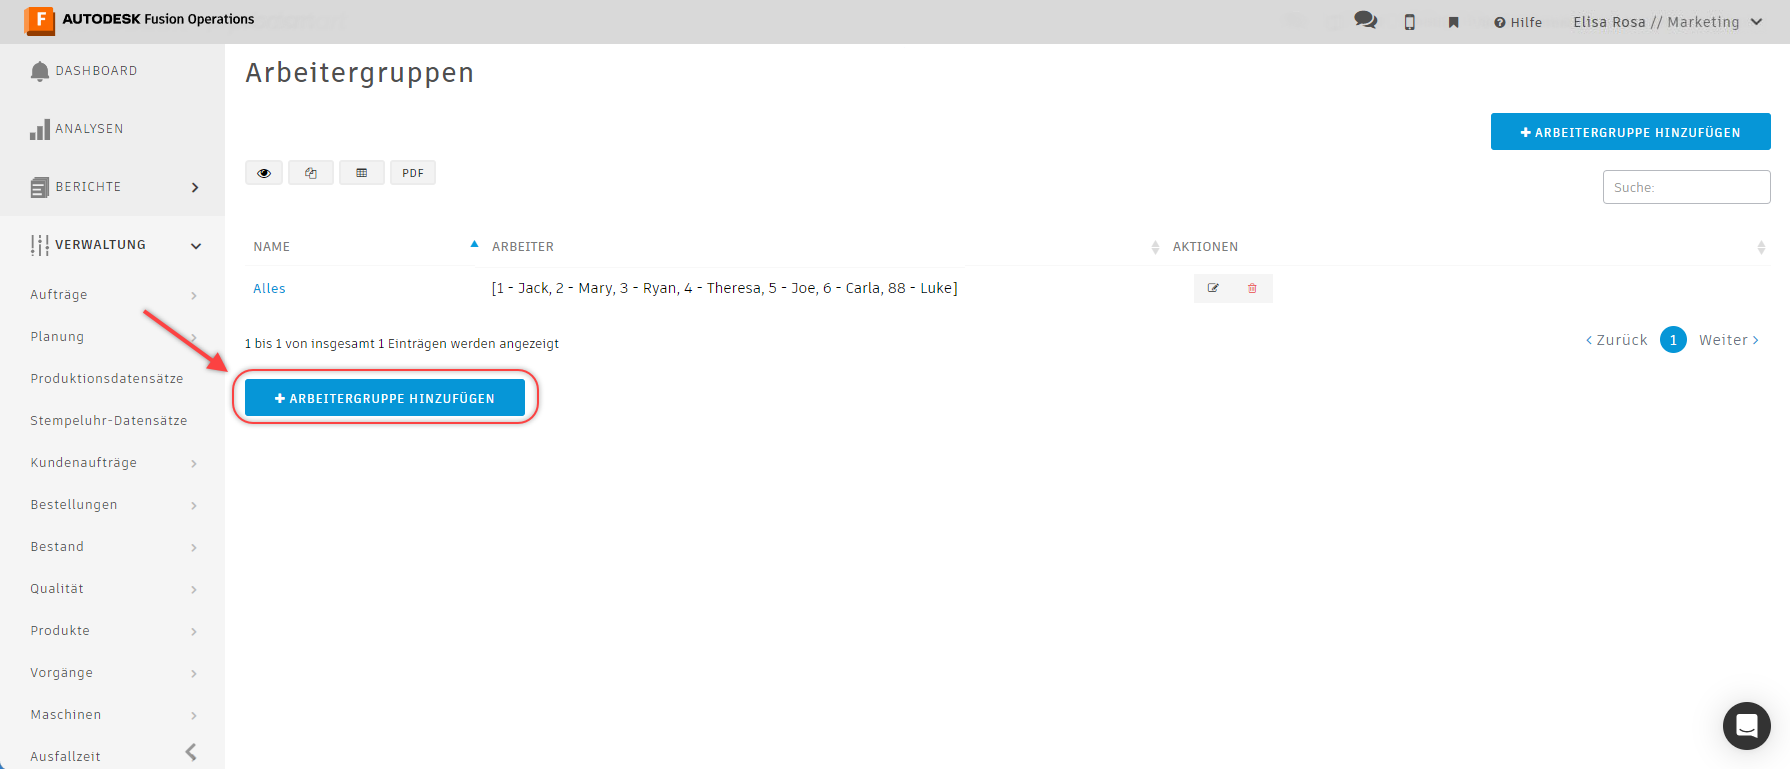 F AUTODESK Fusion Operations
Hilfe
Elisa Rosa // Marketing
DASHBOARD
ANALYSEN
BERICHTE
VERWALTUNG
Aufträge
Planung
Produktionsdatensätze
Stempeluhr-Datensätze
Kundenaufträge
Bestellungen
Bestand
Qualität
Produkte
Vorgänge
Maschinen
Ausfallzeit
Arbeitergruppen
+ ARBEITERGRUPPE HINZUFÜGEN
PDF
Suche:
NAME ARBEITER AKTIONEN
Alles [1 - Jack, 2 - Mary, 3 - Ryan, 4 - Theresa, 5 - Joe, 6 - Carla, 88 - Luke]
1 bis 1 von insgesamt 1 Einträgen werden angezeigt
< Zurück 1 Weiter >
+ ARBEITERGRUPPE HINZUFÜGEN